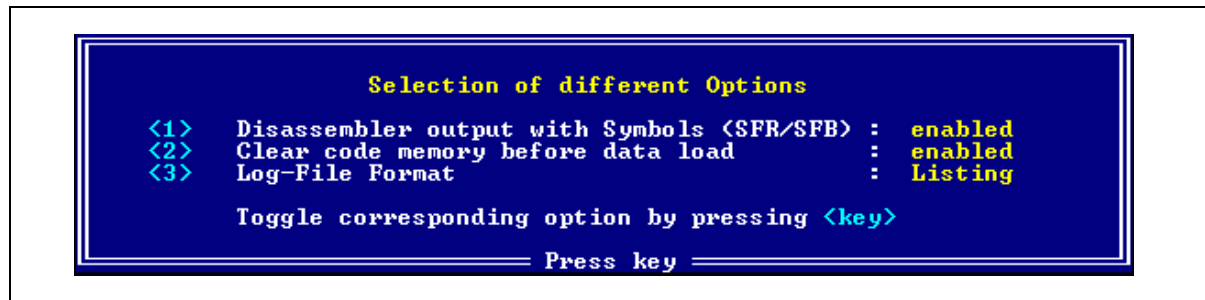 Selection of different Options
<1> Disassembler output with Symbols (SFR/SFB) : enabled
<2> Clear code memory before data load : enabled
<3> Log-File Format : Listing
Toggle corresponding option by pressing <key>
Press key